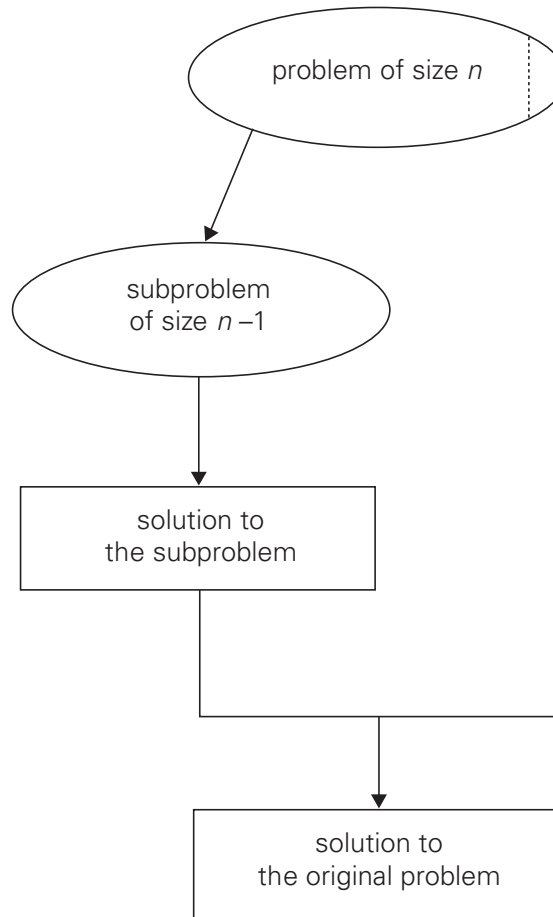 problem of size n
subproblem
of size n –1
solution to
the subproblem
solution to
the original problem